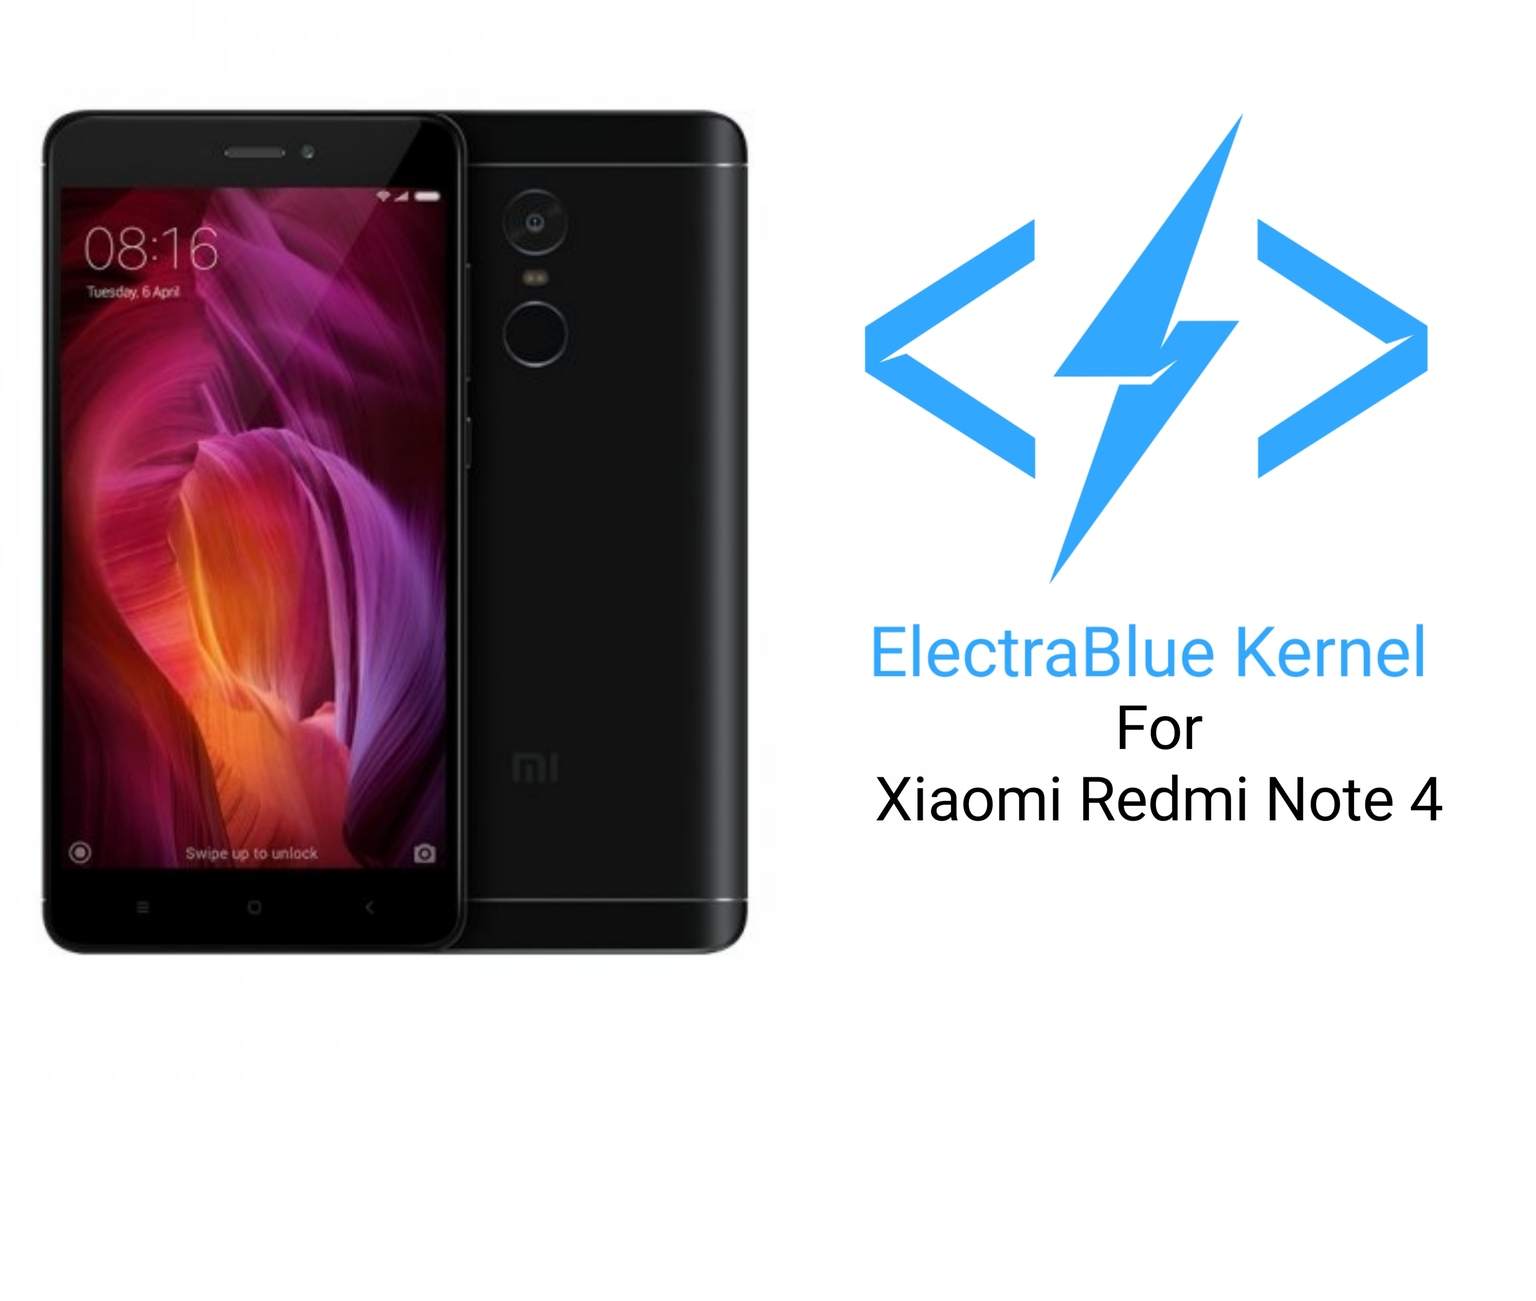 08:16
Tuesday, 6 April
Swipe up to unlock
mi
ElectraBlue Kernel
For
Xiaomi Redmi Note 4